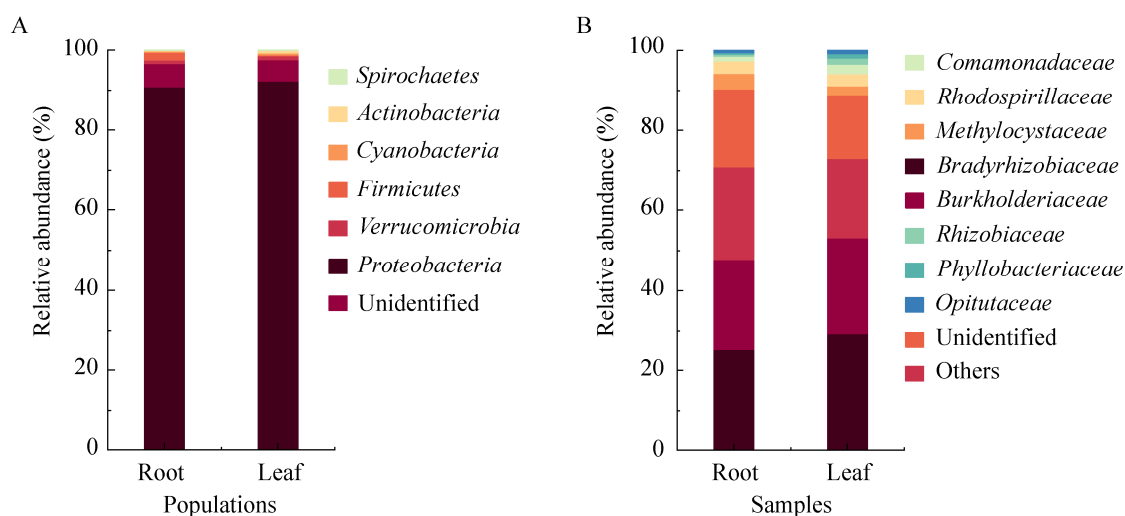 A
Relative abundance (%)
100
80
60
40
20
0
Root Leaf
Populations
Spirochaetes
Actinobacteria
Cyanobacteria
Firmicutes
Verrucomicrobia
Proteobacteria
Unidentified
B
Relative abundance (%)
100
80
60
40
20
0
Root Leaf
Samples
Comamonadaceae
Rhodospirillaceae
Methylocystaceae
Bradyrhizobiaceae
Burkholderiaceae
Rhizobiaceae
Phyllobacteriaceae
Opitutaceae
Unidentified
Others